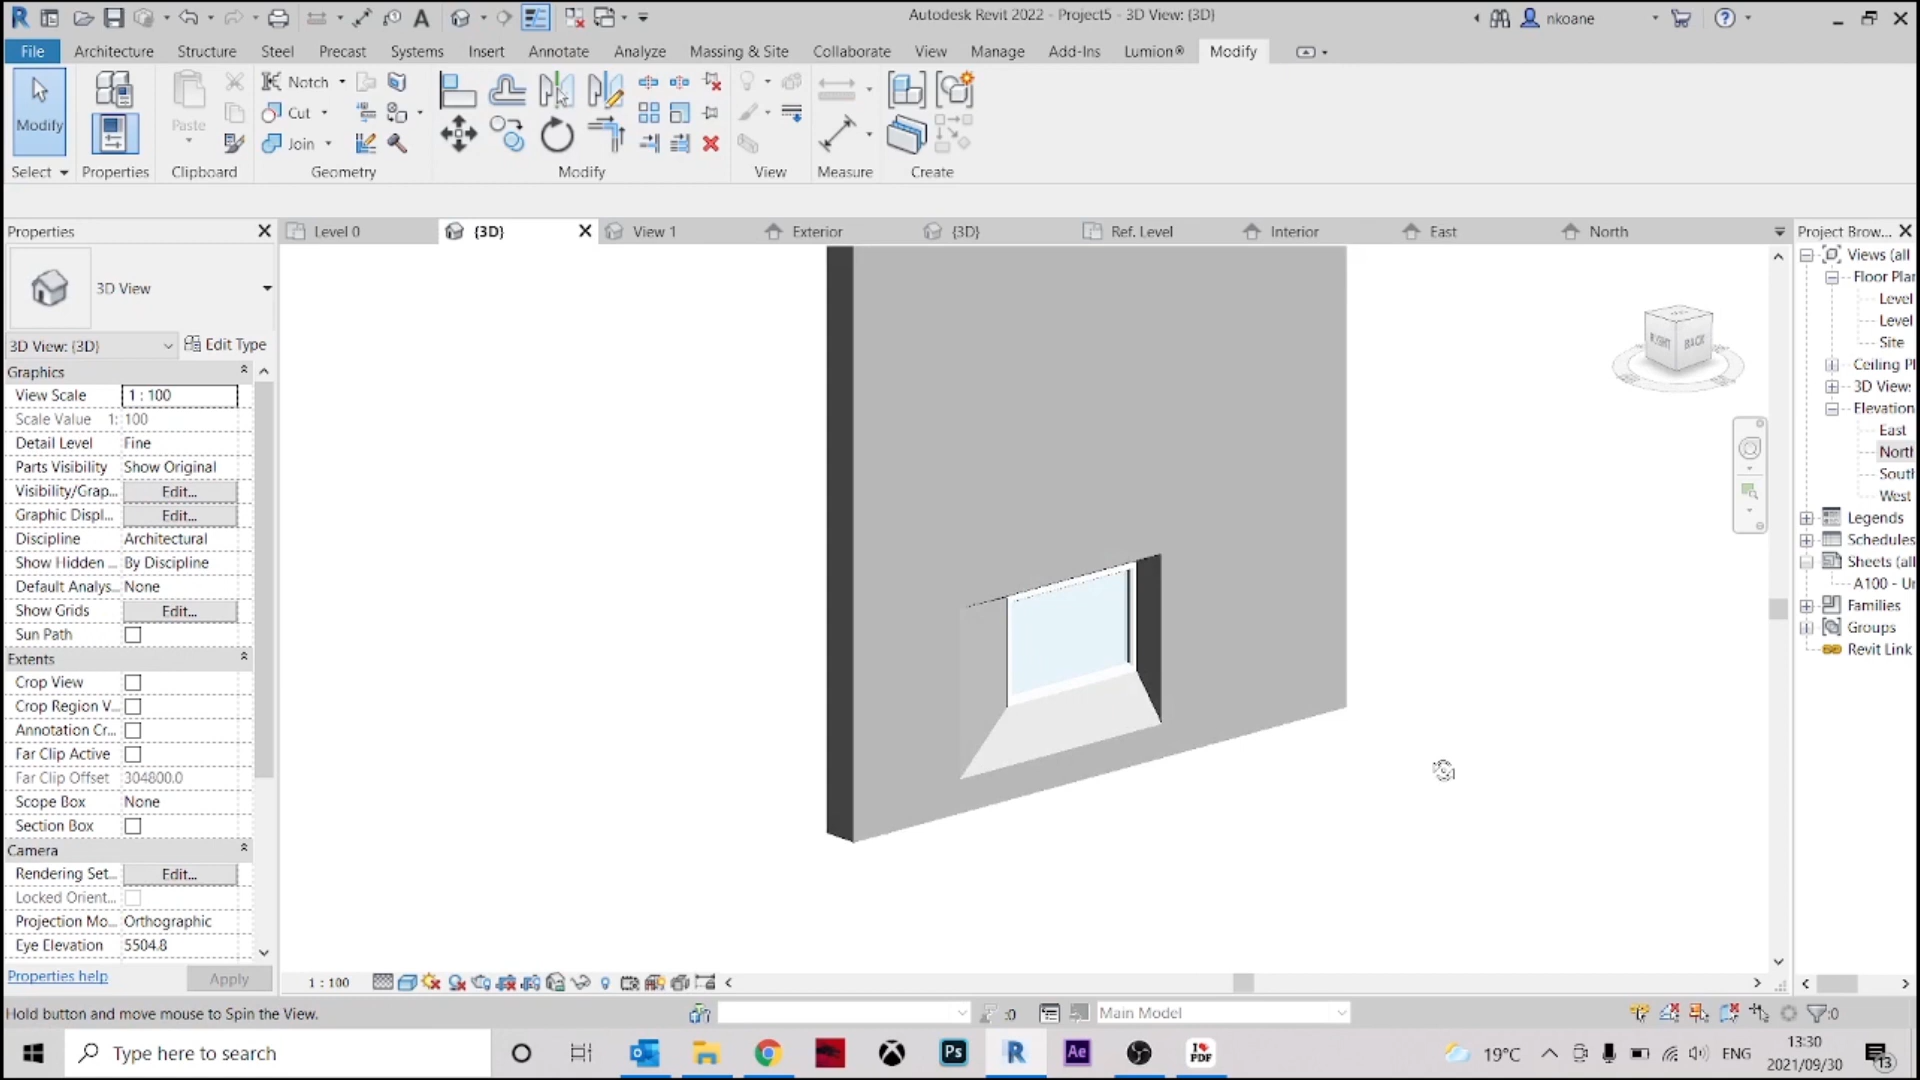 Autodesk Revit 2022 - Project5 - 3D View: {3D}
nkoane
File Architecture Structure Steel Precast Systems Insert Annotate Analyze Massing & Site Collaborate View Manage Add-Ins Lumion® Modify
Modify Paste Notch Cut Join
Select Properties Clipboard Geometry Modify View Measure Create
Properties Level 0 {3D} View 1 Exterior {3D} Ref. Level Interior East North Project Brow...
3D View
3D View: {3D} Edit Type
Graphics
View Scale 1 : 100
Scale Value 1: 100
Detail Level Fine
Parts Visibility Show Original
Visibility/Grap... Edit...
Graphic Displ... Edit...
Discipline Architectural
Show Hidden ... By Discipline
Default Analys... None
Show Grids Edit...
Sun Path
Extents
Crop View
Crop Region V...
Annotation Cr...
Far Clip Active
Far Clip Offset 304800.0
Scope Box None
Section Box
Camera
Rendering Set... Edit...
Locked Orient...
Projection Mo... Orthographic
Eye Elevation 5504.8
Properties help Apply
RIGHT BACK
Views (all
Floor Plan
Level
Level
Site
Ceiling Pl
3D View:
Elevation
East
North
South
West
Legends
Schedules
Sheets (all
A100 - Un
Families
Groups
Revit Link
1 : 100
Hold button and move mouse to Spin the View. :0 Main Model :0
Type here to search Ps R Ae I PDF 19°C ENG 13:30
2021/09/30 13